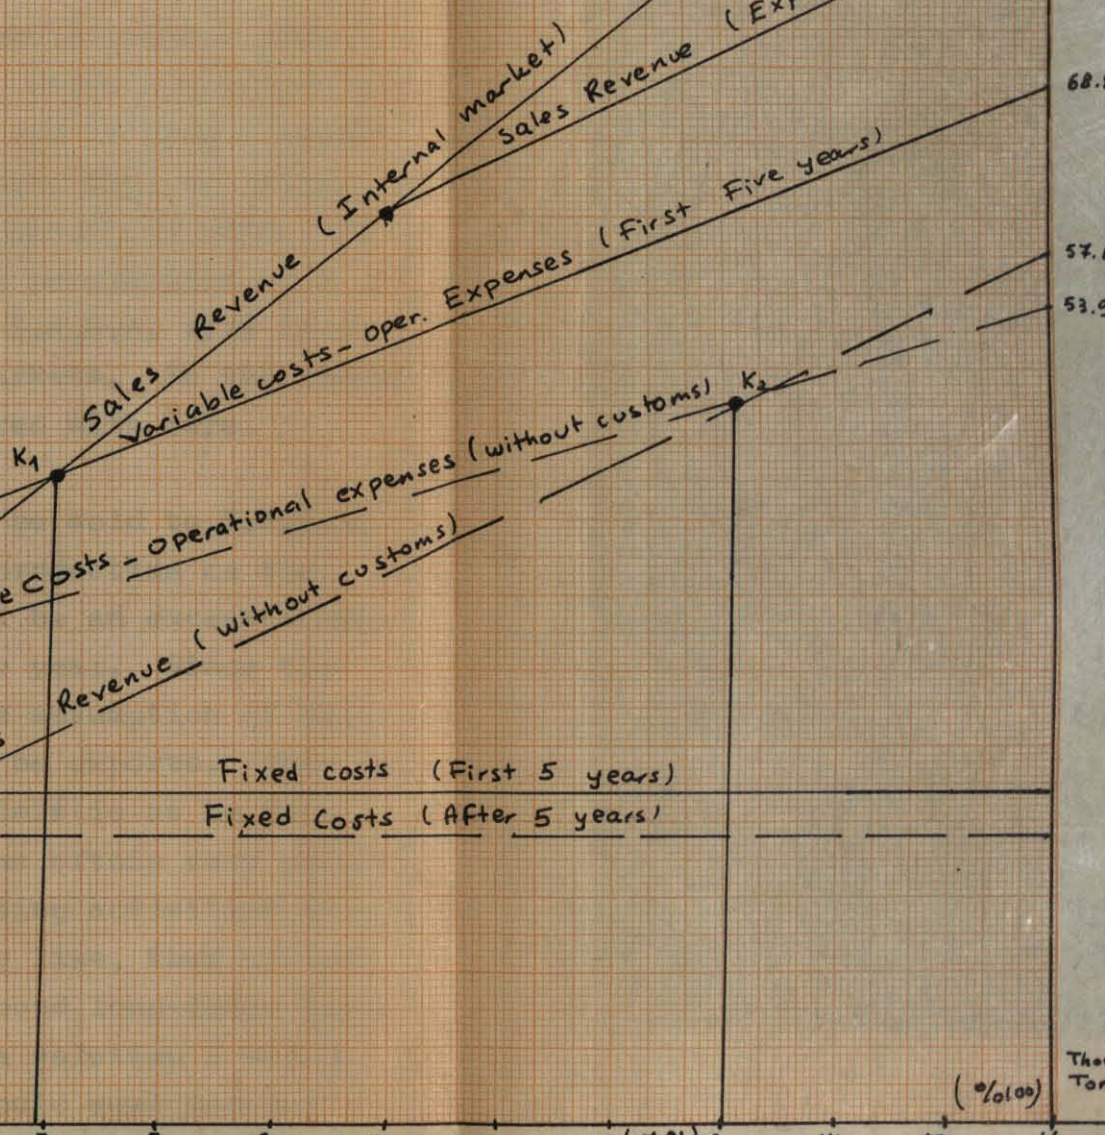 Sales Revenue (Internal market)
Sales Revenue (Exp
68.
Variable costs - oper. Expenses (First Five years)
57.
53.9
K1
K2
e Costs - operational expenses (without customs)
Revenue (without customs)
Fixed costs (First 5 years)
Fixed Costs (After 5 years)
(%100)